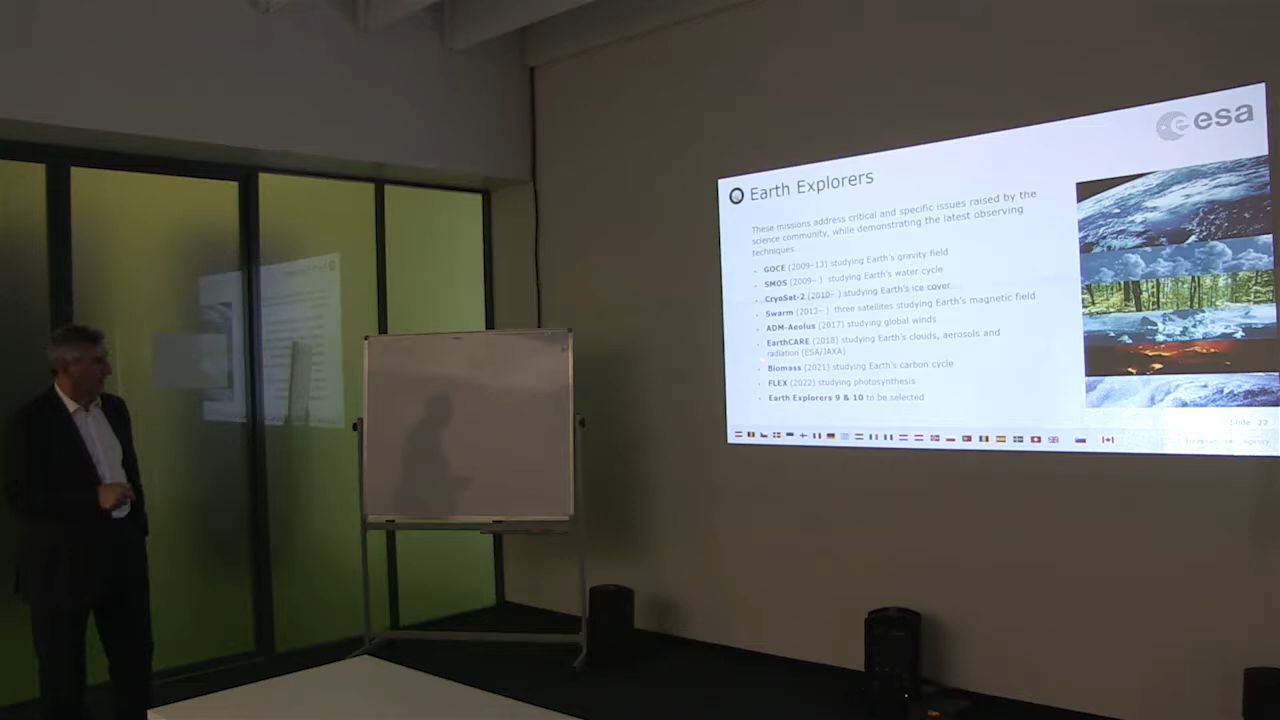 esa
Earth Explorers
These missions address critical and specific issues raised by the
science community, while demonstrating the latest observing
techniques.
- GOCE (2009–13) studying Earth's gravity field
- SMOS (2009– ) studying Earth's water cycle
- CryoSat-2 (2010– ) studying Earth's ice cover
- Swarm (2013– ) three satellites studying Earth's magnetic field
- ADM-Aeolus (2017) studying global winds
- EarthCARE (2018) studying Earth's clouds, aerosols and
radiation (ESA/JAXA)
- Biomass (2021) studying Earth's carbon cycle
- FLEX (2022) studying photosynthesis
- Earth Explorers 9 & 10 to be selected
Slide 22
Agency